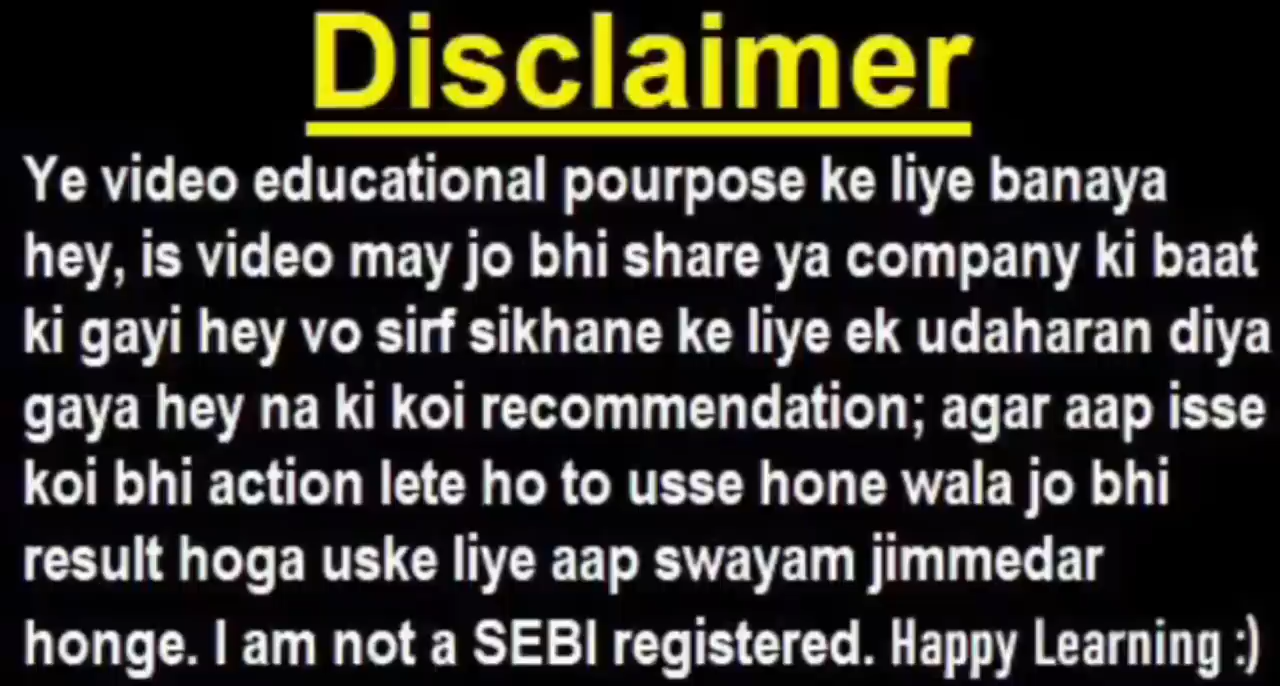 Disclaimer
Ye video educational pourpose ke liye banaya
hey, is video may jo bhi share ya company ki baat
ki gayi hey vo sirf sikhane ke liye ek udaharan diya
gaya hey na ki koi recommendation; agar aap isse
koi bhi action lete ho to usse hone wala jo bhi
result hoga uske liye aap swayam jimmedar
honge. I am not a SEBI registered. Happy Learning :)